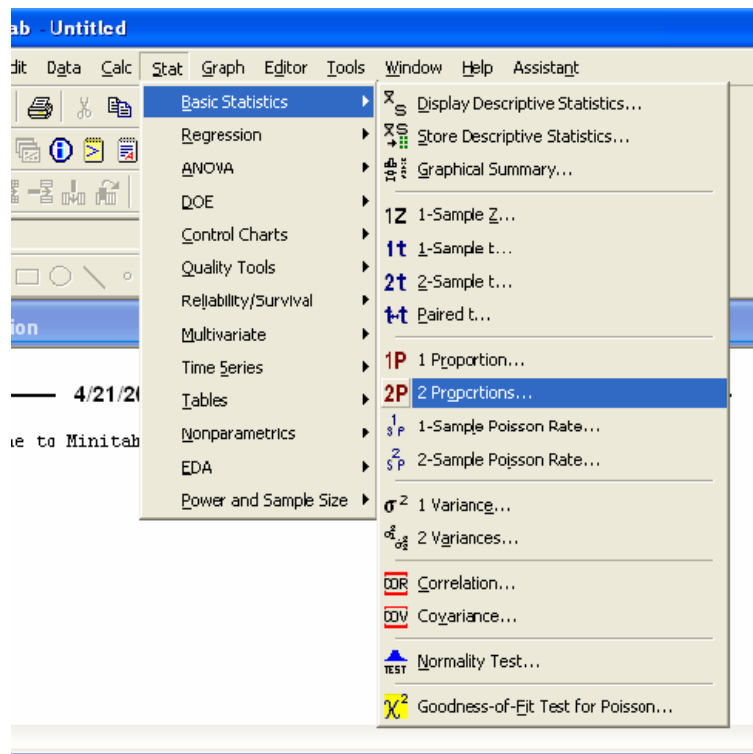 ab - Untitled
dit Data Calc Stat Graph Editor Tools Window Help Assistant
Basic Statistics
Regression
ANOVA
DOE
Control Charts
Quality Tools
Reliability/Survival
Multivariate
Time Series
Tables
Nonparametrics
EDA
Power and Sample Size
Display Descriptive Statistics...
Store Descriptive Statistics...
Graphical Summary...
1Z 1-Sample Z...
1t 1-Sample t...
2t 2-Sample t...
t-t Paired t...
1P 1 Proportion...
2P 2 Proportions...
1-Sample Poisson Rate...
2-Sample Poisson Rate...
σ² 1 Variance...
2 Variances...
COR Correlation...
COV Covariance...
TEST Normality Test...
χ² Goodness-of-Fit Test for Poisson...
ion
4/21/20
me to Minitab